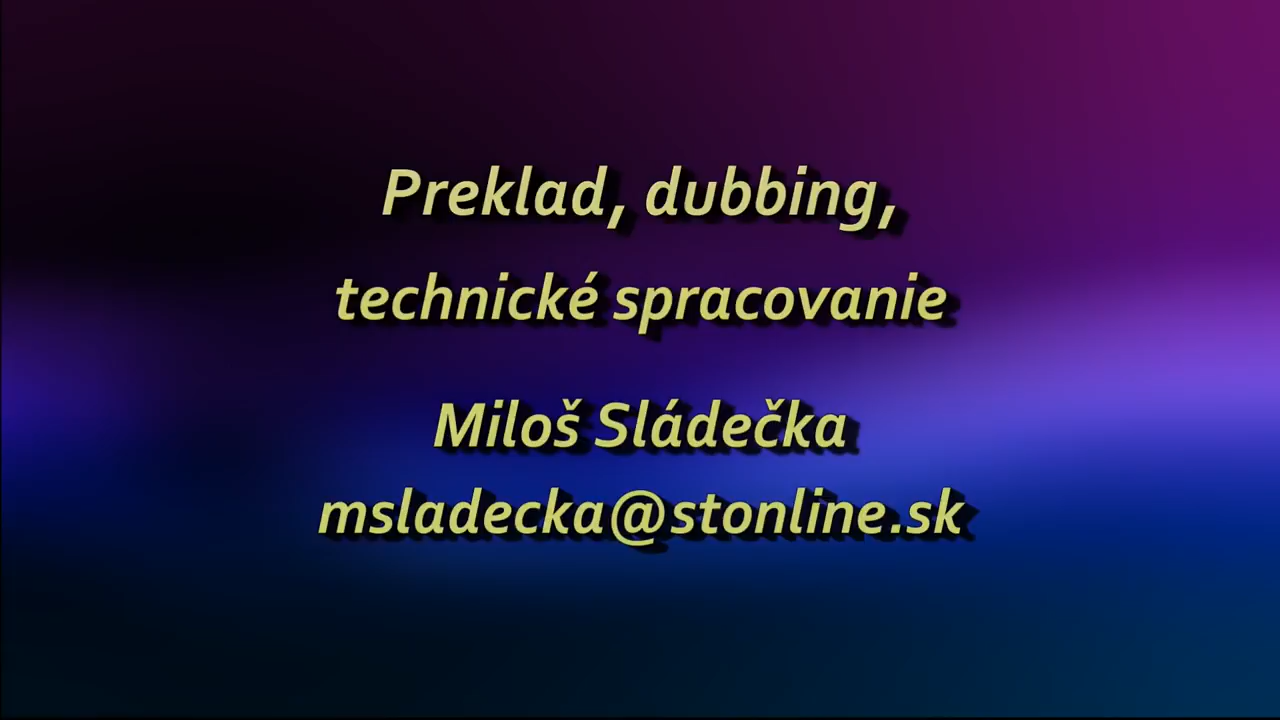 Preklad, dubbing,
technické spracovanie
Miloš Sládečka
msladecka@stonline.sk